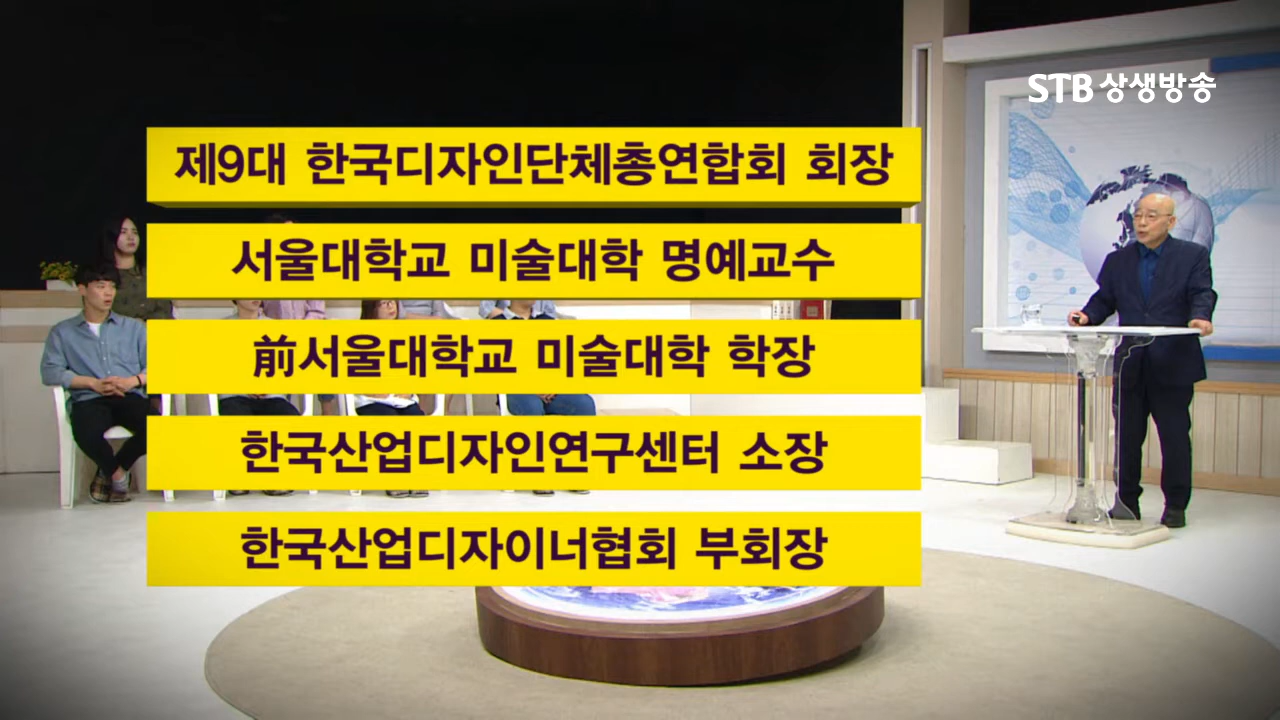 STB 상생방송
제9대 한국디자인단체총연합회 회장
서울대학교 미술대학 명예교수
前서울대학교 미술대학 학장
한국산업디자인연구센터 소장
한국산업디자이너협회 부회장